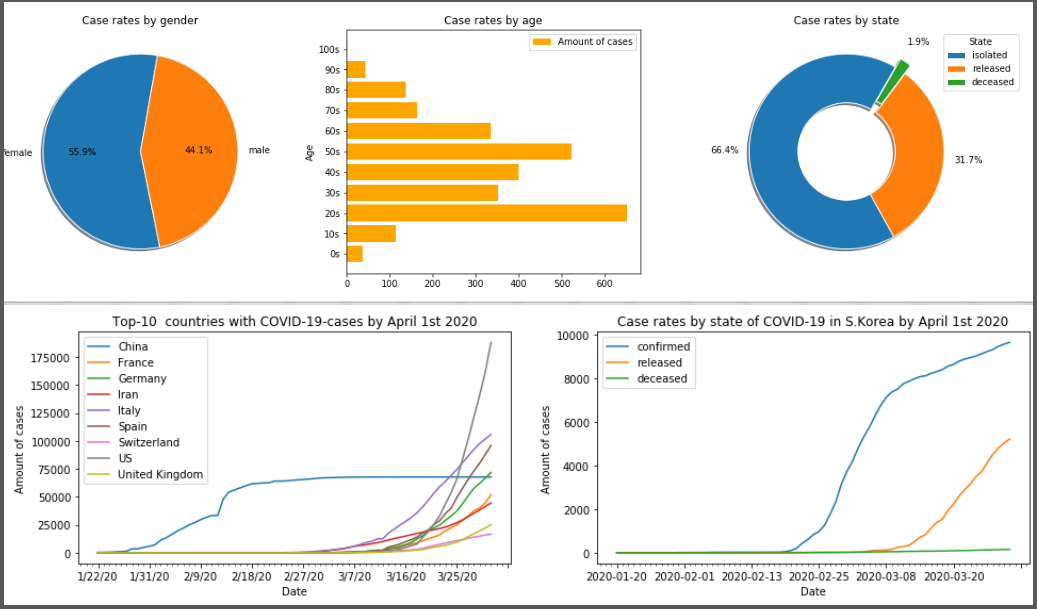 Case rates by gender
female
55.9%
44.1%
male
Case rates by age
Amount of cases
Age
100s
90s
80s
70s
60s
50s
40s
30s
20s
10s
0s
0 100 200 300 400 500 600
Case rates by state
1.9%
State
isolated
released
deceased
66.4%
31.7%
Top-10 countries with COVID-19-cases by April 1st 2020
China
France
Germany
Iran
Italy
Spain
Switzerland
US
United Kingdom
Amount of cases
175000
150000
125000
100000
75000
50000
25000
0
1/22/20 1/31/20 2/9/20 2/18/20 2/27/20 3/7/20 3/16/20 3/25/20
Date
Case rates by state of COVID-19 in S.Korea by April 1st 2020
confirmed
released
deceased
Amount of cases
10000
8000
6000
4000
2000
0
2020-01-20 2020-02-01 2020-02-13 2020-02-25 2020-03-08 2020-03-20
Date